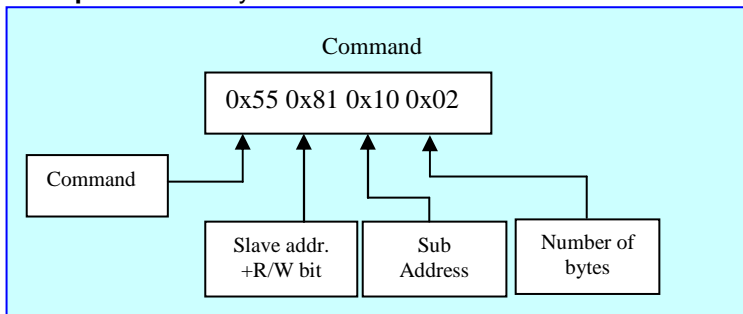 Command
0x55 0x81 0x10 0x02
Command
Slave addr.
+R/W bit
Sub
Address
Number of
bytes